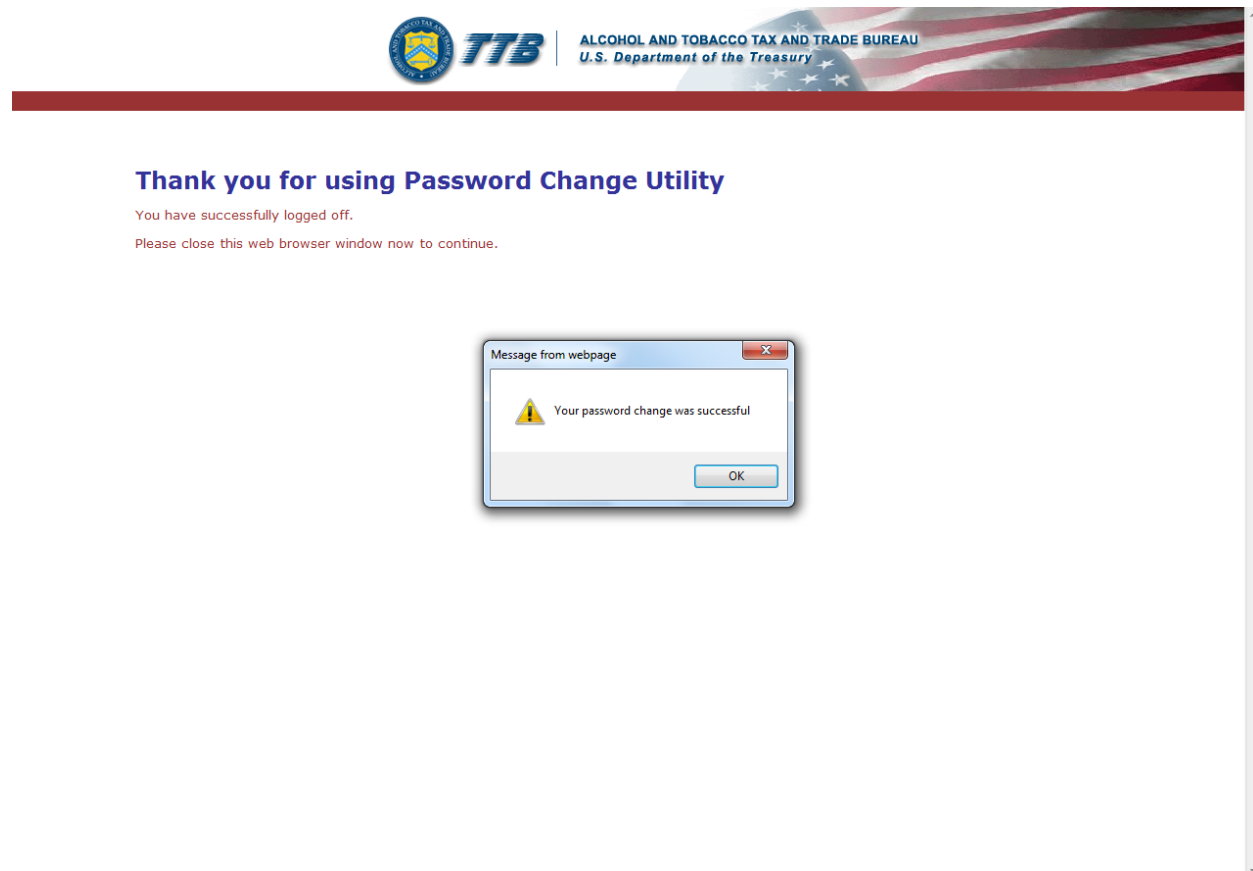 TTB
ALCOHOL AND TOBACCO TAX AND TRADE BUREAU
U.S. Department of the Treasury
Thank you for using Password Change Utility
You have successfully logged off.
Please close this web browser window now to continue.
Message from webpage
Your password change was successful
OK